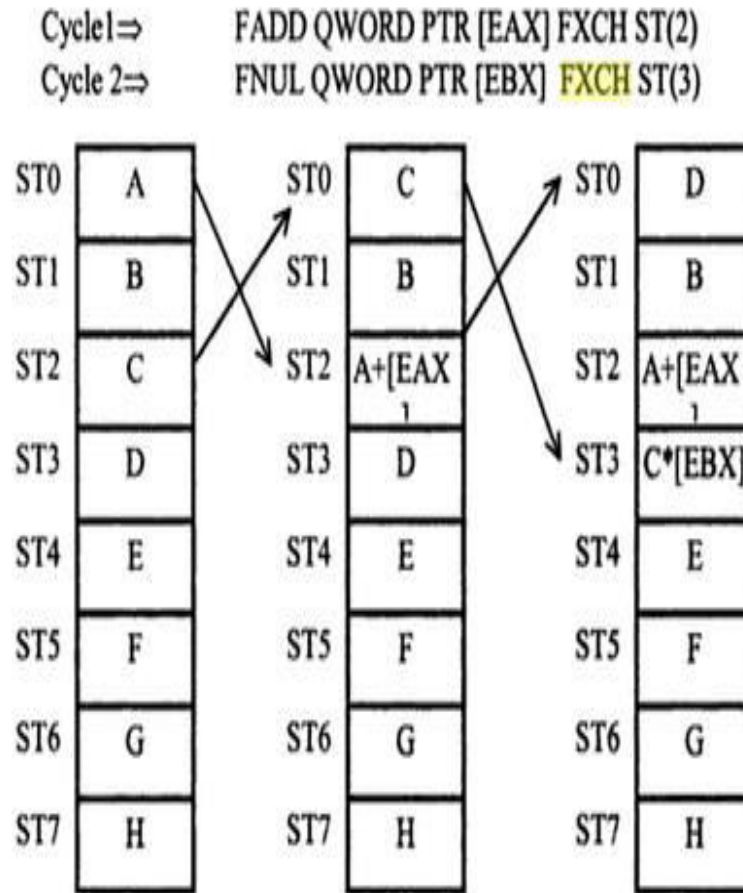 Cycle1⇒ FADD QWORD PTR [EAX] FXCH ST(2)
Cycle 2⇒ FNUL QWORD PTR [EBX] FXCH ST(3)
ST0 A ST0 C ST0 D
ST1 B ST1 B ST1 B
ST2 C ST2 A+[EAX ST2 A+[EAX
] ]
ST3 D ST3 D ST3 C*[EBX]
ST4 E ST4 E ST4 E
ST5 F ST5 F ST5 F
ST6 G ST6 G ST6 G
ST7 H ST7 H ST7 H